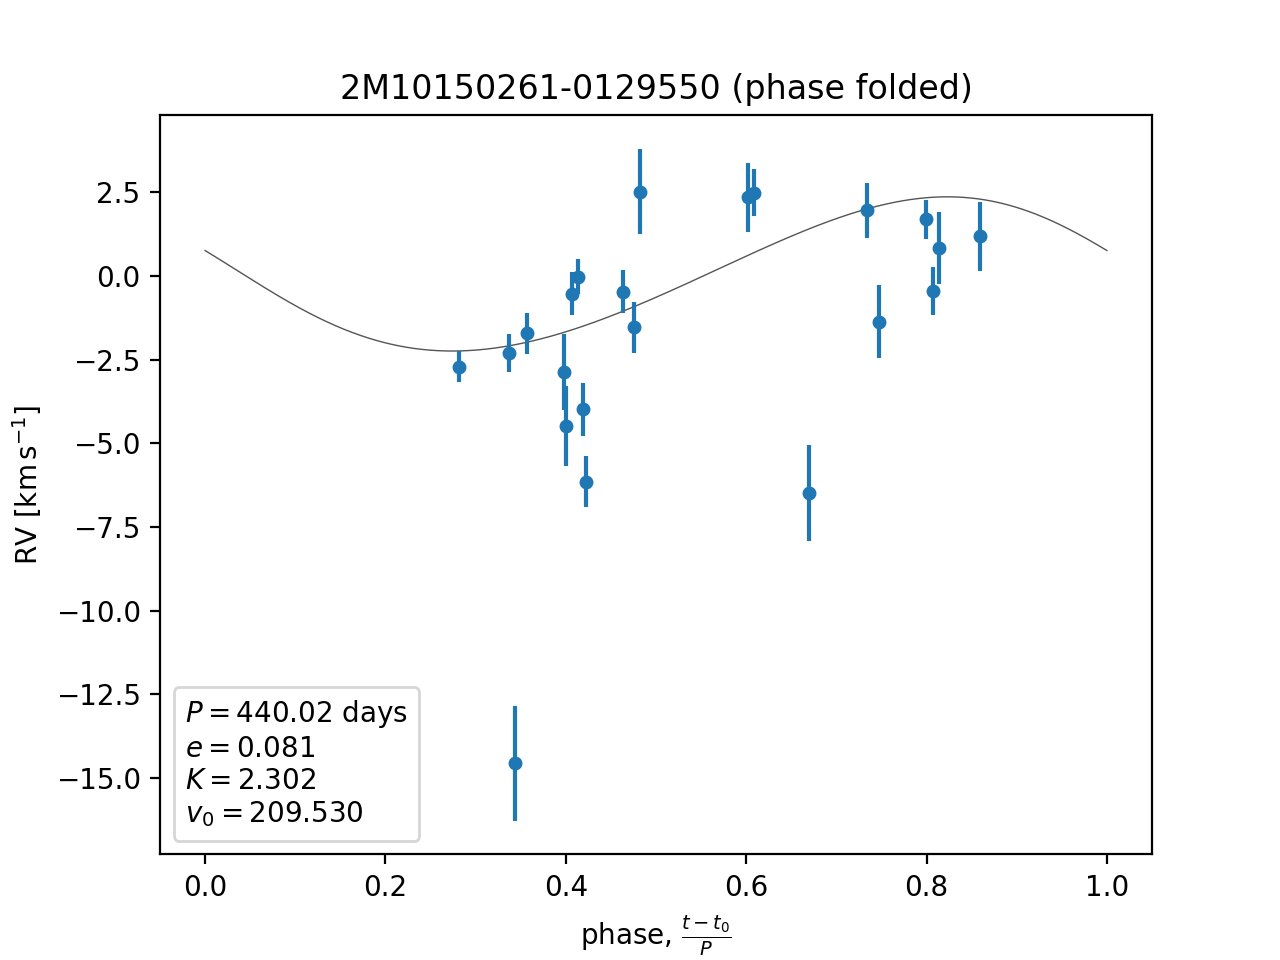 2M10150261-0129550 (phase folded)
2.5
0.0
−2.5
−5.0
−7.5
−10.0
−12.5
−15.0
RV [km s⁻¹]
P = 440.02 days
e = 0.081
K = 2.302
v₀ = 209.530
0.0 0.2 0.4 0.6 0.8 1.0
phase, (t − t₀)/P